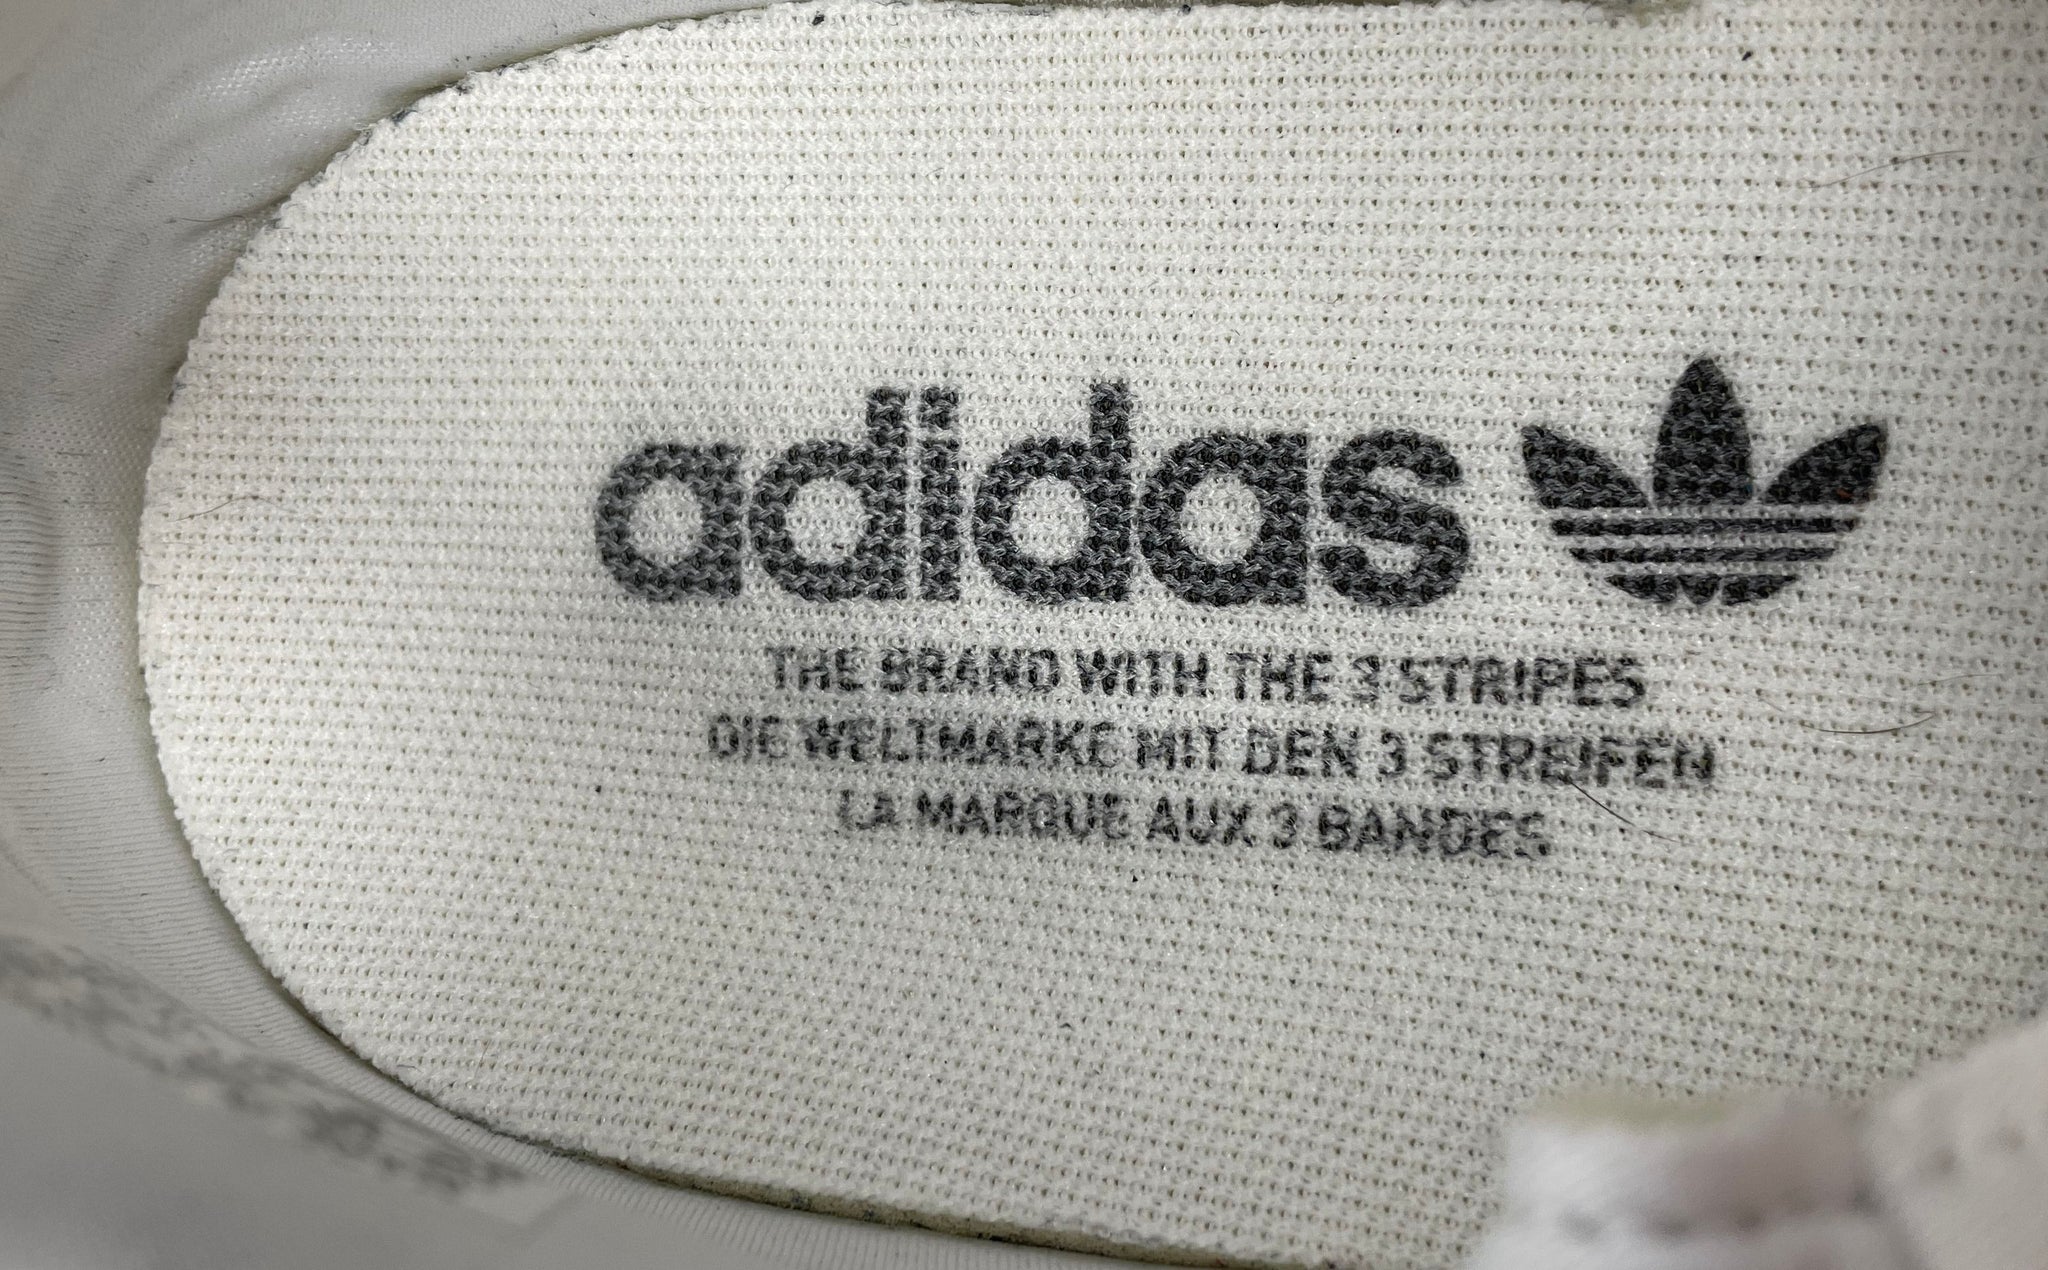 adidas
THE BRAND WITH THE 3 STRIPES
DIE WELTMARKE MIT DEN 3 STREIFEN
LA MARQUE AUX 3 BANDES